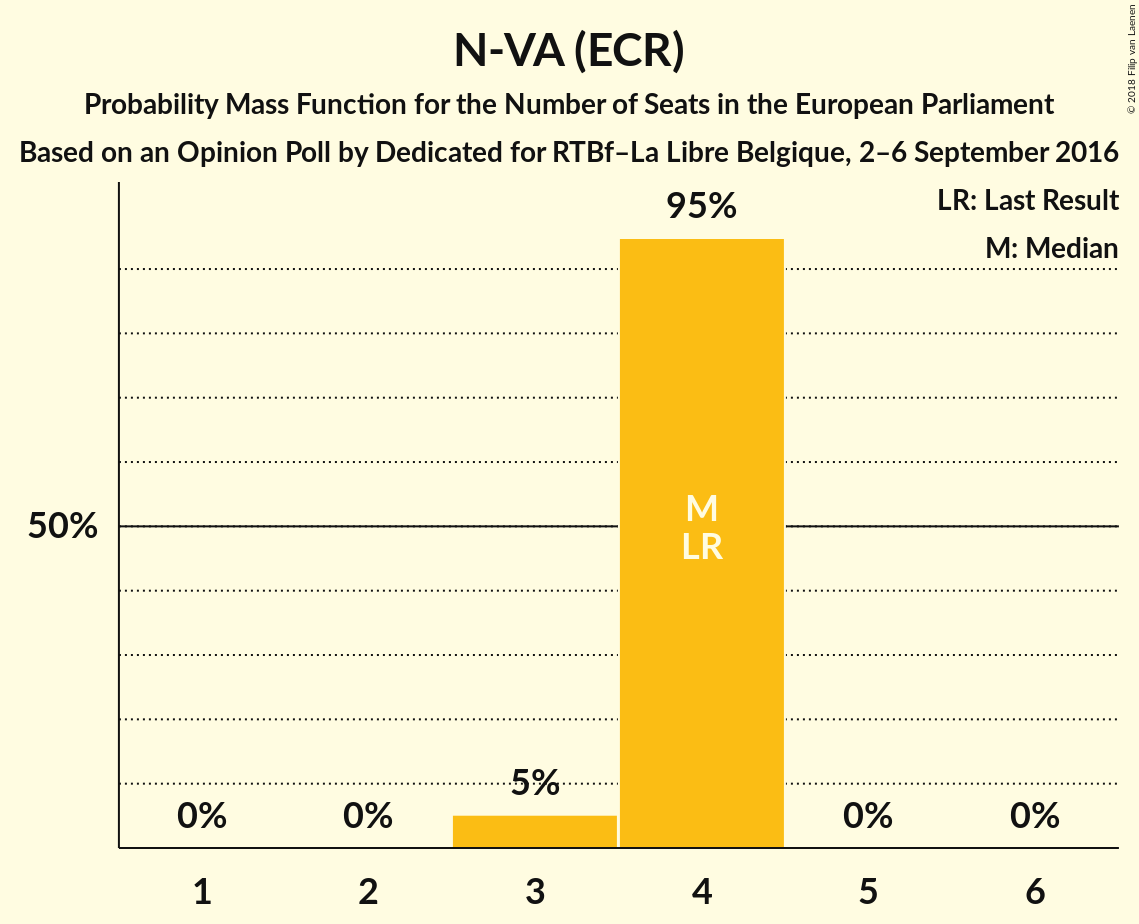 N-VA (ECR)
Probability Mass Function for the Number of Seats in the European Parliament
Based on an Opinion Poll by Dedicated for RTBf–La Libre Belgique, 2–6 September 2016
© 2018 Filip van Laenen
LR: Last Result
M: Median
95%
50%
M
LR
5%
0%
0%
0%
0%
1
2
3
4
5
6